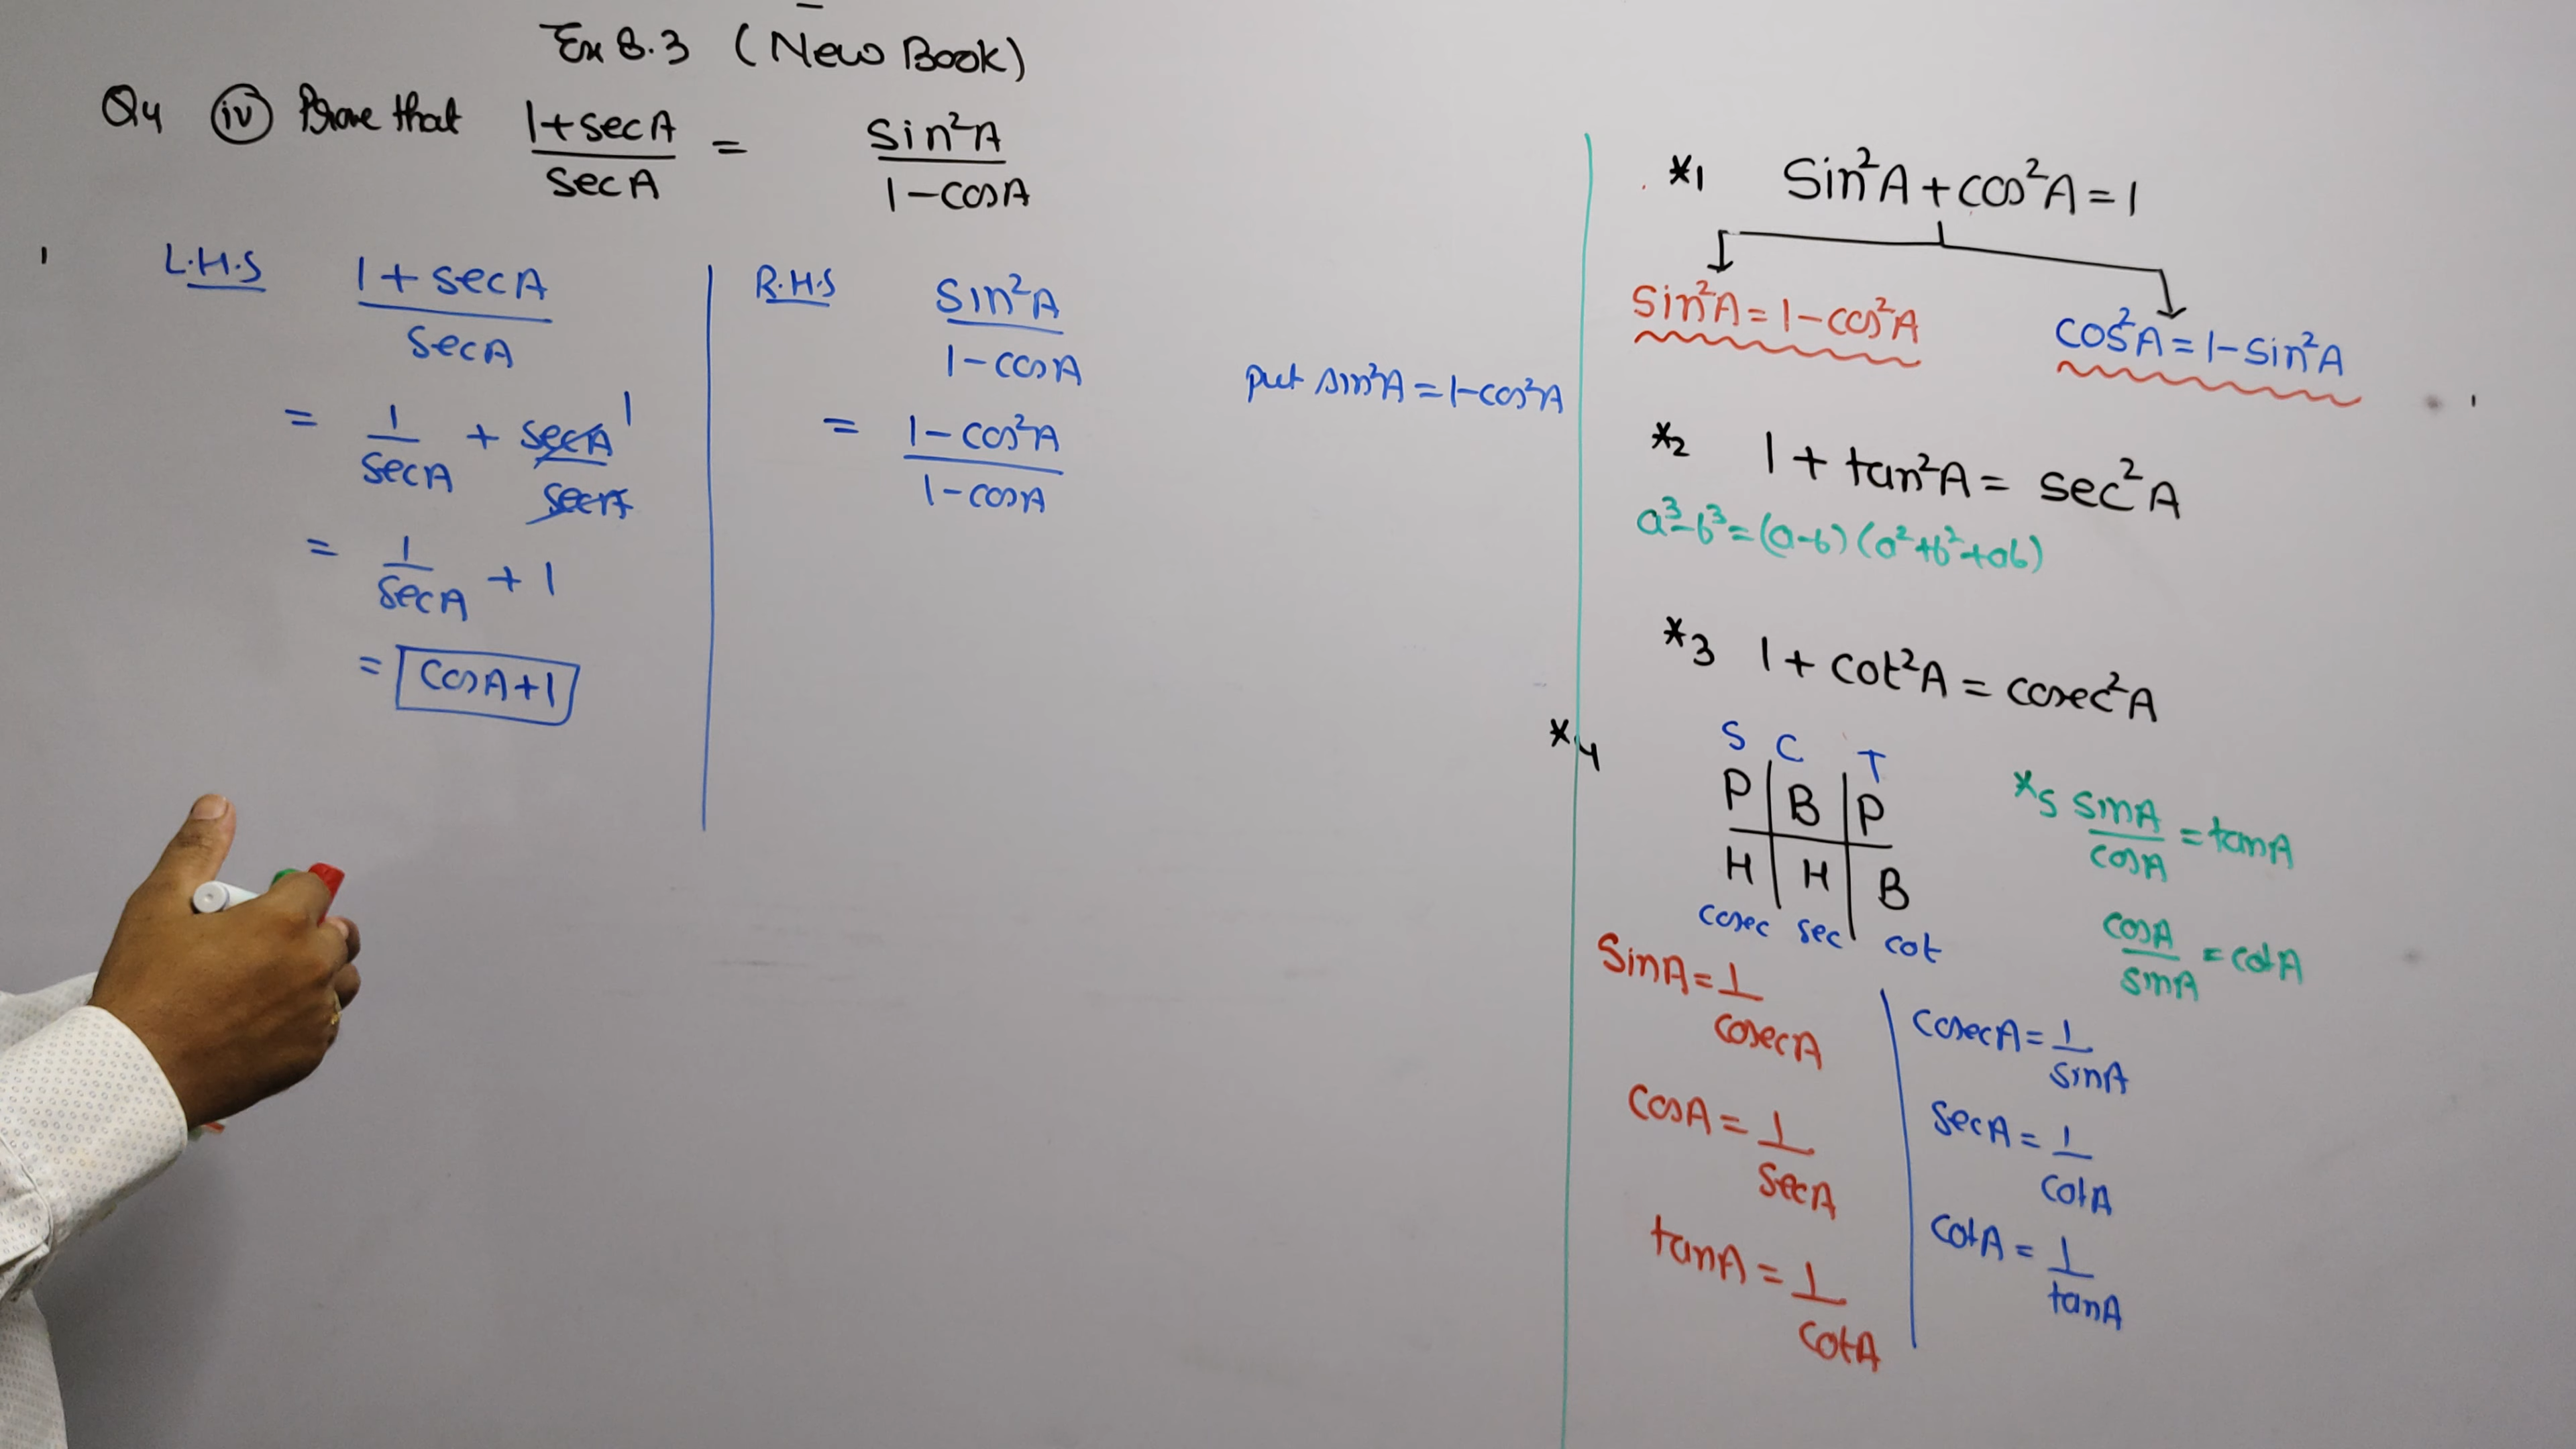 Ex 8.3 (New Book)
Q4 (iv) Prove that (1+secA)/secA = sin²A/(1-cosA)
L.H.S (1+secA)/secA
= 1/secA + secA/secA 1
= 1/secA + 1
= cosA+1
R.H.S sin²A/(1-cosA)
put sin²A = 1-cos²A
= (1-cos²A)/(1-cosA)
*1 Sin²A+cos²A=1
Sin²A=1-cos²A
cos²A=1-sin²A
*2 1+tan²A = sec²A
a³-b³=(a-b)(a²+b²+ab)
*3 1+cot²A = cosec²A
*4
S C T
P B P
H H B
cosec sec cot
*5 sinA/cosA = tanA
cosA/sinA = cotA
SinA = 1/cosecA
cosA = 1/secA
tanA = 1/cotA
cosecA = 1/sinA
secA = 1/cotA
cotA = 1/tanA